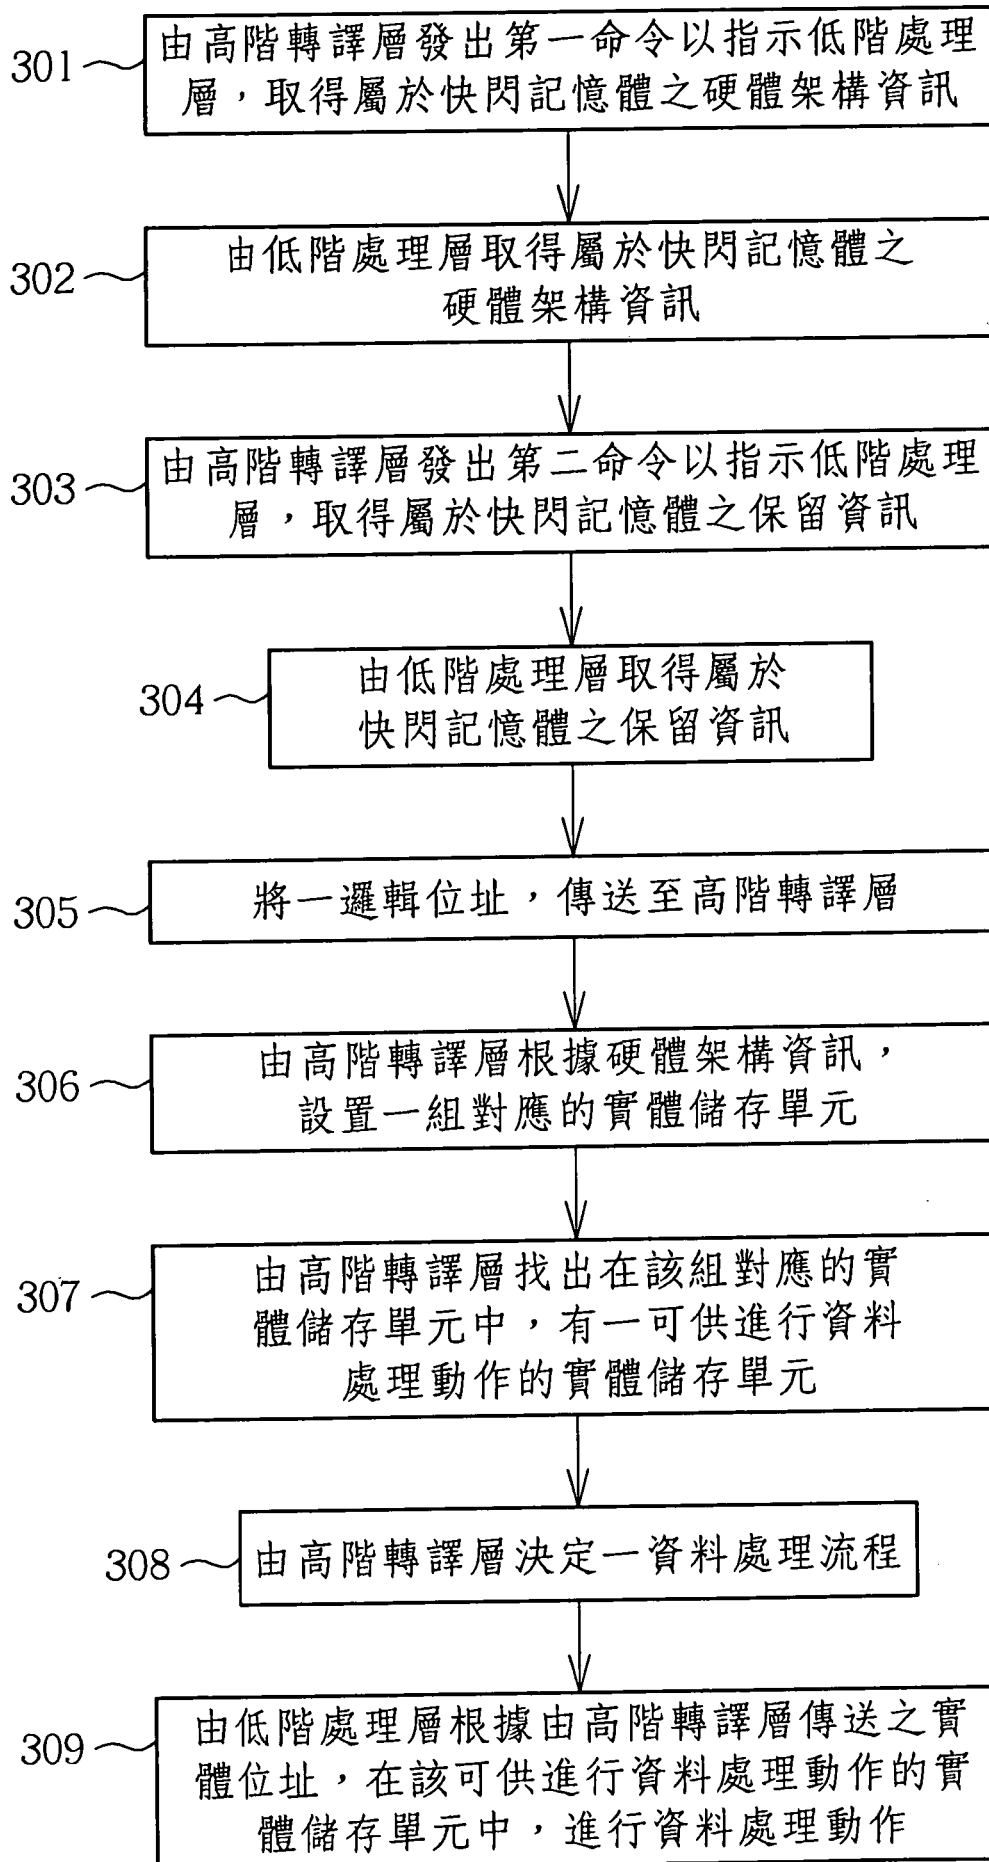 301
由高階轉譯層發出第一命令以指示低階處理
層，取得屬於快閃記憶體之硬體架構資訊
302
由低階處理層取得屬於快閃記憶體之
硬體架構資訊
303
由高階轉譯層發出第二命令以指示低階處理
層，取得屬於快閃記憶體之保留資訊
304
由低階處理層取得屬於
快閃記憶體之保留資訊
305
將一邏輯位址，傳送至高階轉譯層
306
由高階轉譯層根據硬體架構資訊，
設置一組對應的實體儲存單元
307
由高階轉譯層找出在該組對應的實
體儲存單元中，有一可供進行資料
處理動作的實體儲存單元
308
由高階轉譯層決定一資料處理流程
309
由低階處理層根據由高階轉譯層傳送之實
體位址，在該可供進行資料處理動作的實
體儲存單元中，進行資料處理動作